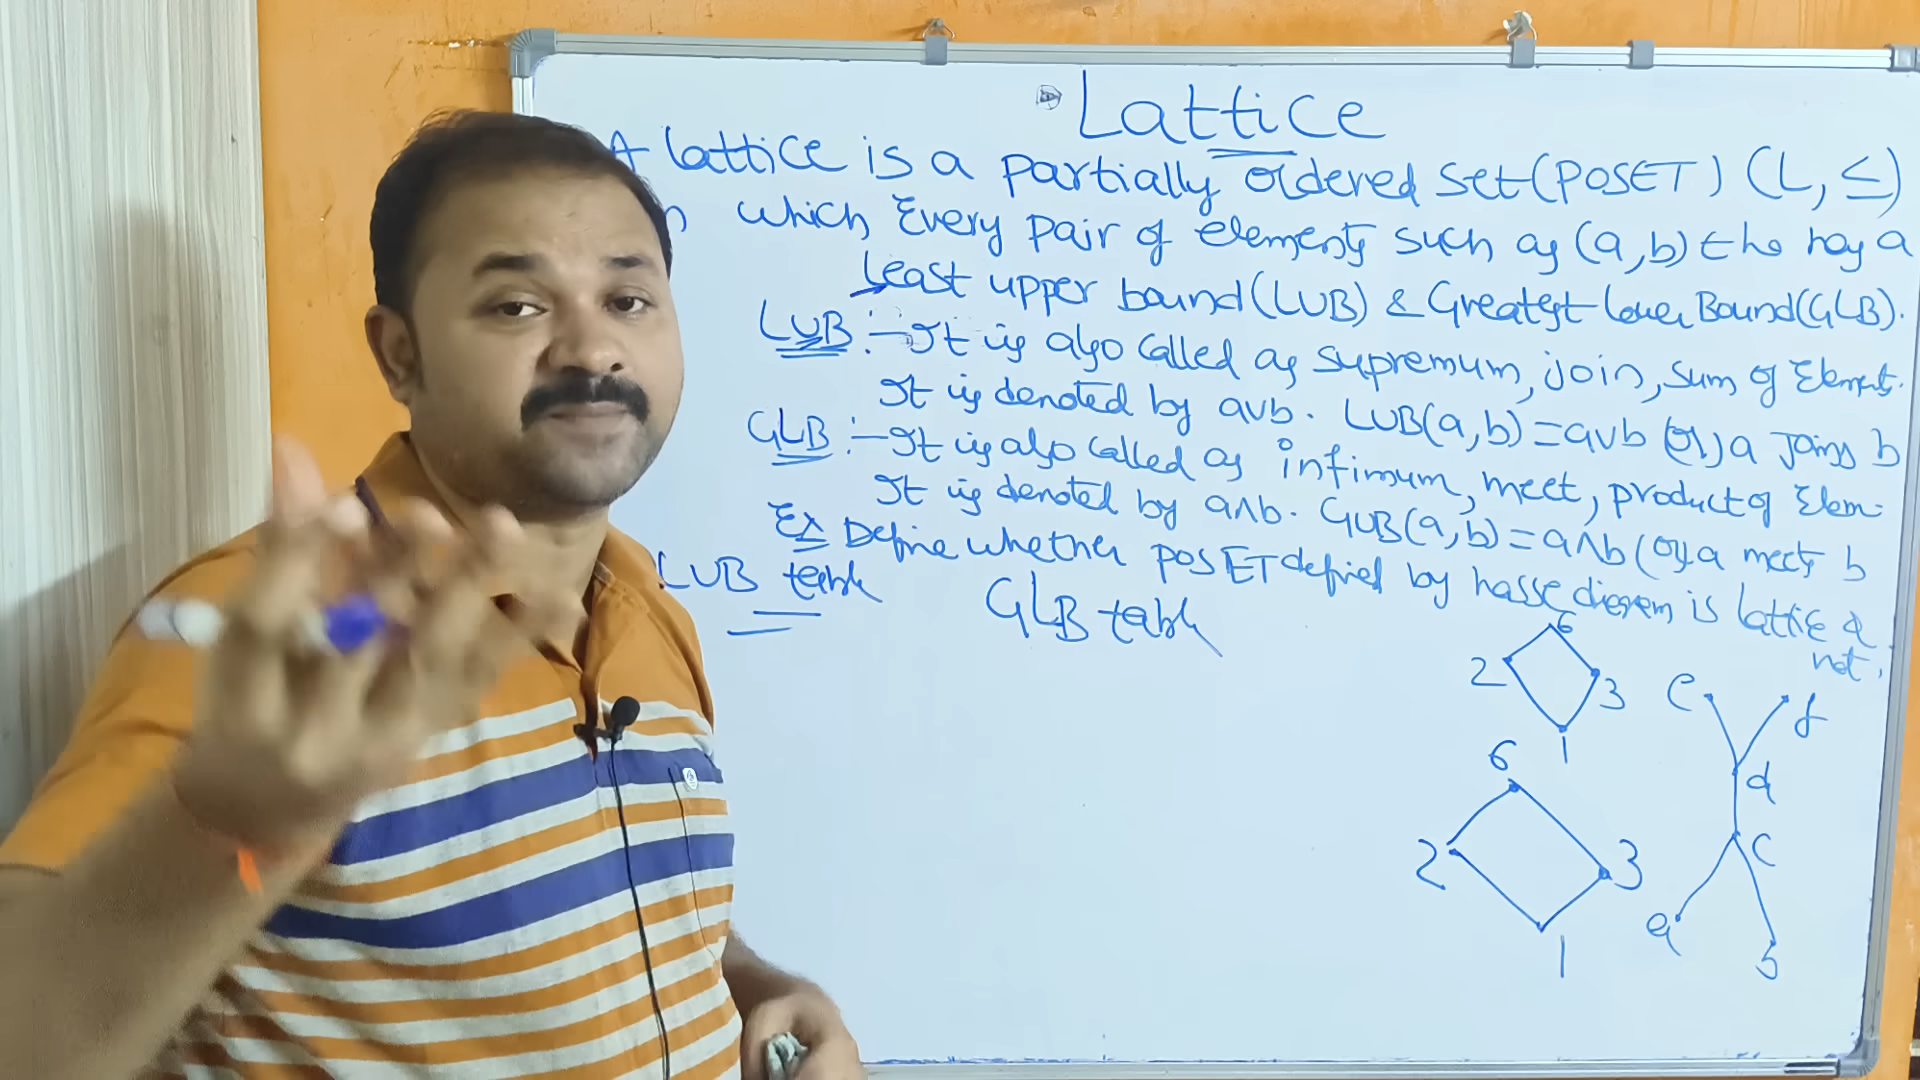 Lattice
A lattice is a partially ordered set (POSET) (L, ≤)
n which Every pair of elements such as (a,b) the has a
Least upper bound (LUB) & Greatest lower Bound (GLB).
LUB :- It is also called as supremum, join, sum of Element.
It is denoted by a∨b. LUB(a,b) = a∨b (or) a joins b
GLB :- It is also called as infimum, meet, product of Elem-
It is denoted by a∧b. GUB(a,b) = a∧b (or) a meets b
Ex Define whether POSET defined by hasse diagram is lattice or
not.
LUB table
GLB table
6
2
3
1
6
2
3
1
e
f
d
c
a
b